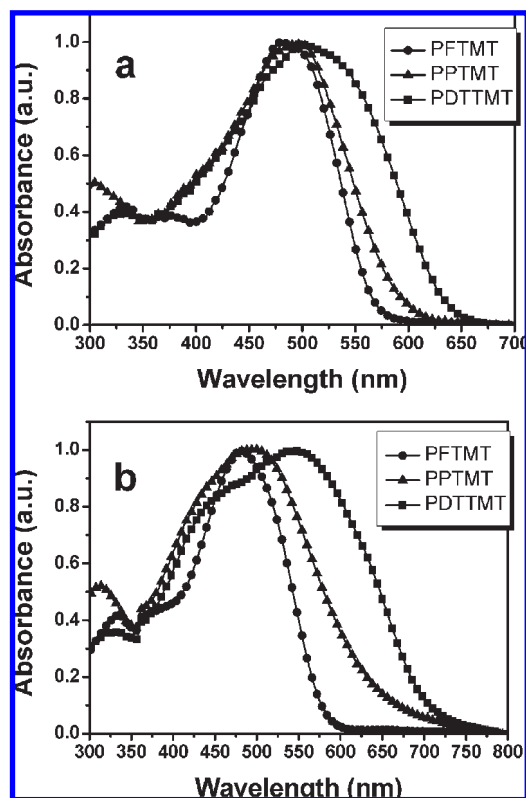 a
PFTMT
PPTMT
PDTTMT
Absorbance (a.u.)
1.0
0.8
0.6
0.4
0.2
0.0
300 350 400 450 500 550 600 650 700
Wavelength (nm)
b
PFTMT
PPTMT
PDTTMT
Absorbance (a.u.)
1.0
0.8
0.6
0.4
0.2
0.0
300 350 400 450 500 550 600 650 700 750 800
Wavelength (nm)